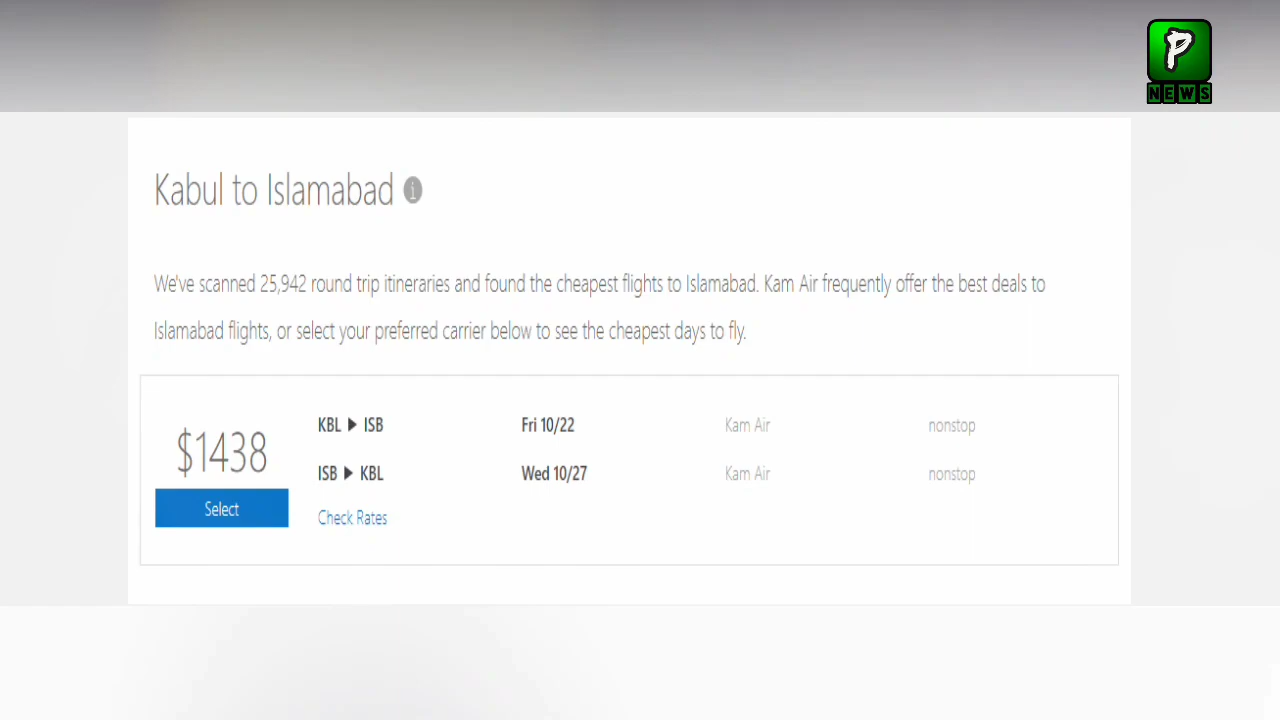 P
NEWS
Kabul to Islamabad i
We've scanned 25,942 round trip itineraries and found the cheapest flights to Islamabad. Kam Air frequently offer the best deals to
Islamabad flights, or select your preferred carrier below to see the cheapest days to fly.
$1438
Select
KBL ▶ ISB Fri 10/22 Kam Air nonstop
ISB ▶ KBL Wed 10/27 Kam Air nonstop
Check Rates